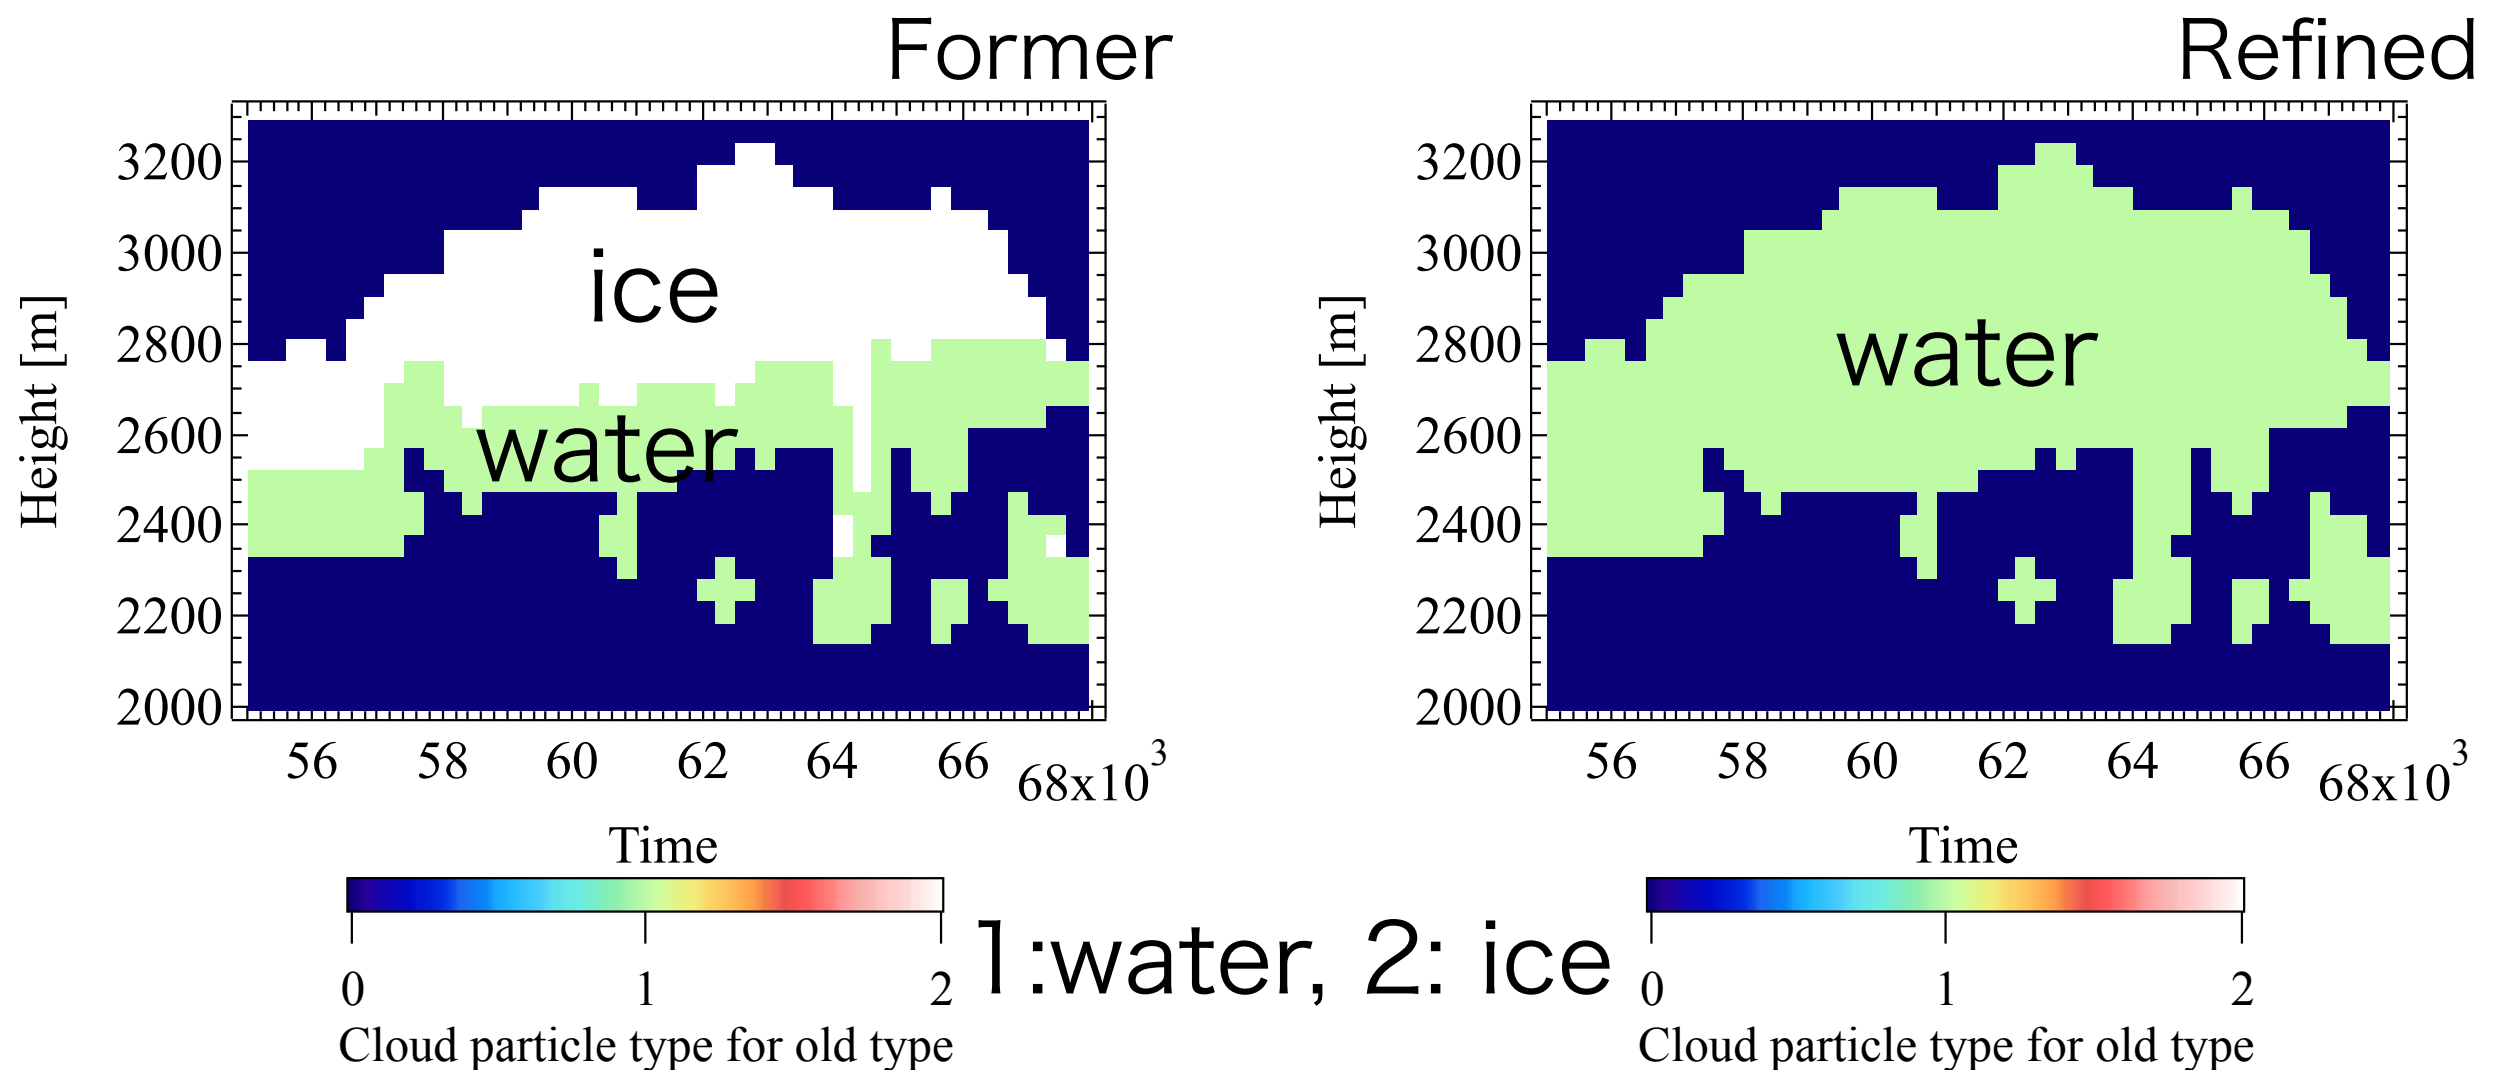 Former
Refined
3200
3000
2800
2600
2400
2200
2000
Height [m]
ice
water
56 58 60 62 64 66 68x10³
Time
0 1 2
Cloud particle type for old type
3200
3000
2800
2600
2400
2200
2000
Height [m]
water
56 58 60 62 64 66 68x10³
Time
0 1 2
Cloud particle type for old type
1:water, 2: ice